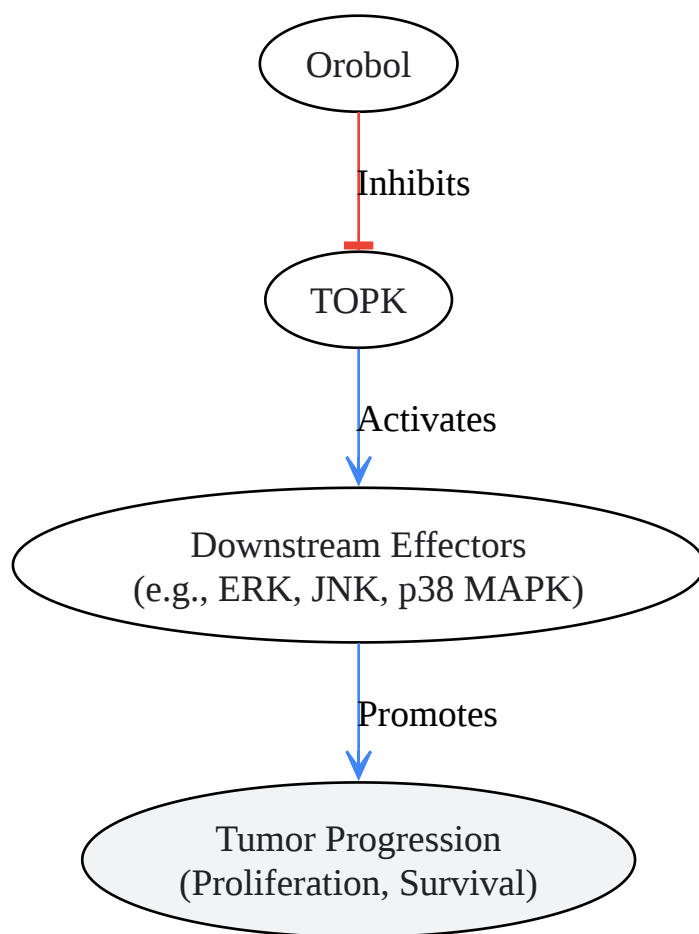 Orobol
Inhibits
TOPK
Activates
Downstream Effectors
(e.g., ERK, JNK, p38 MAPK)
Promotes
Tumor Progression
(Proliferation, Survival)